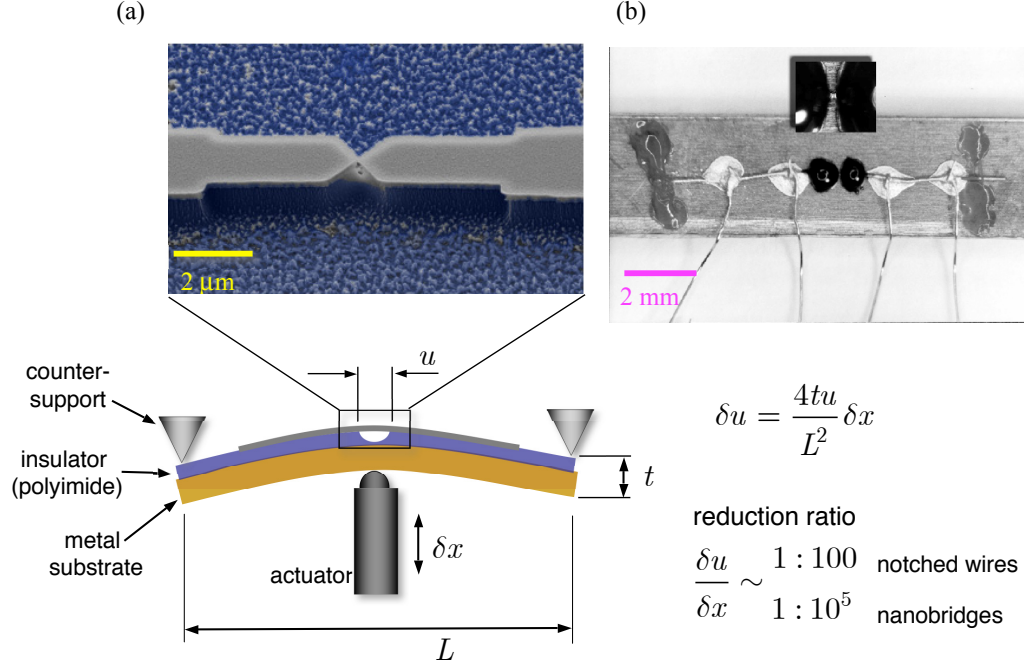 (a)
(b)
2 μm
2 mm
u
counter-
support
insulator
(polyimide)
metal
substrate
actuator
δx
t
L
δu = 4tu/L² δx
reduction ratio
δu/δx ~ 1 : 100 notched wires
1 : 10⁵ nanobridges